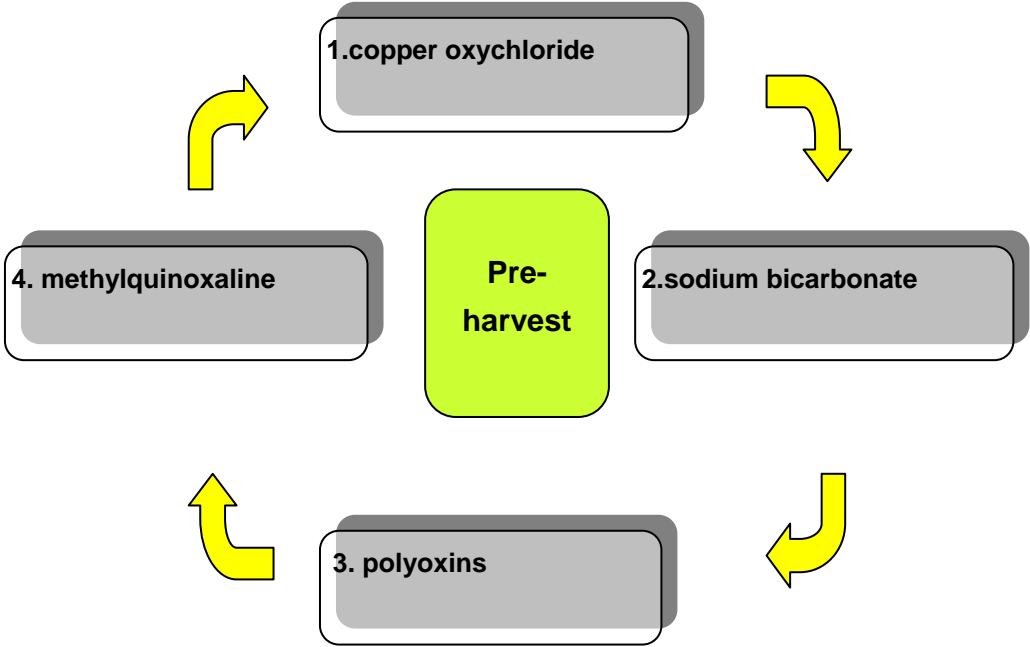 1.copper oxychloride
2.sodium bicarbonate
3. polyoxins
4. methylquinoxaline
Pre-
harvest